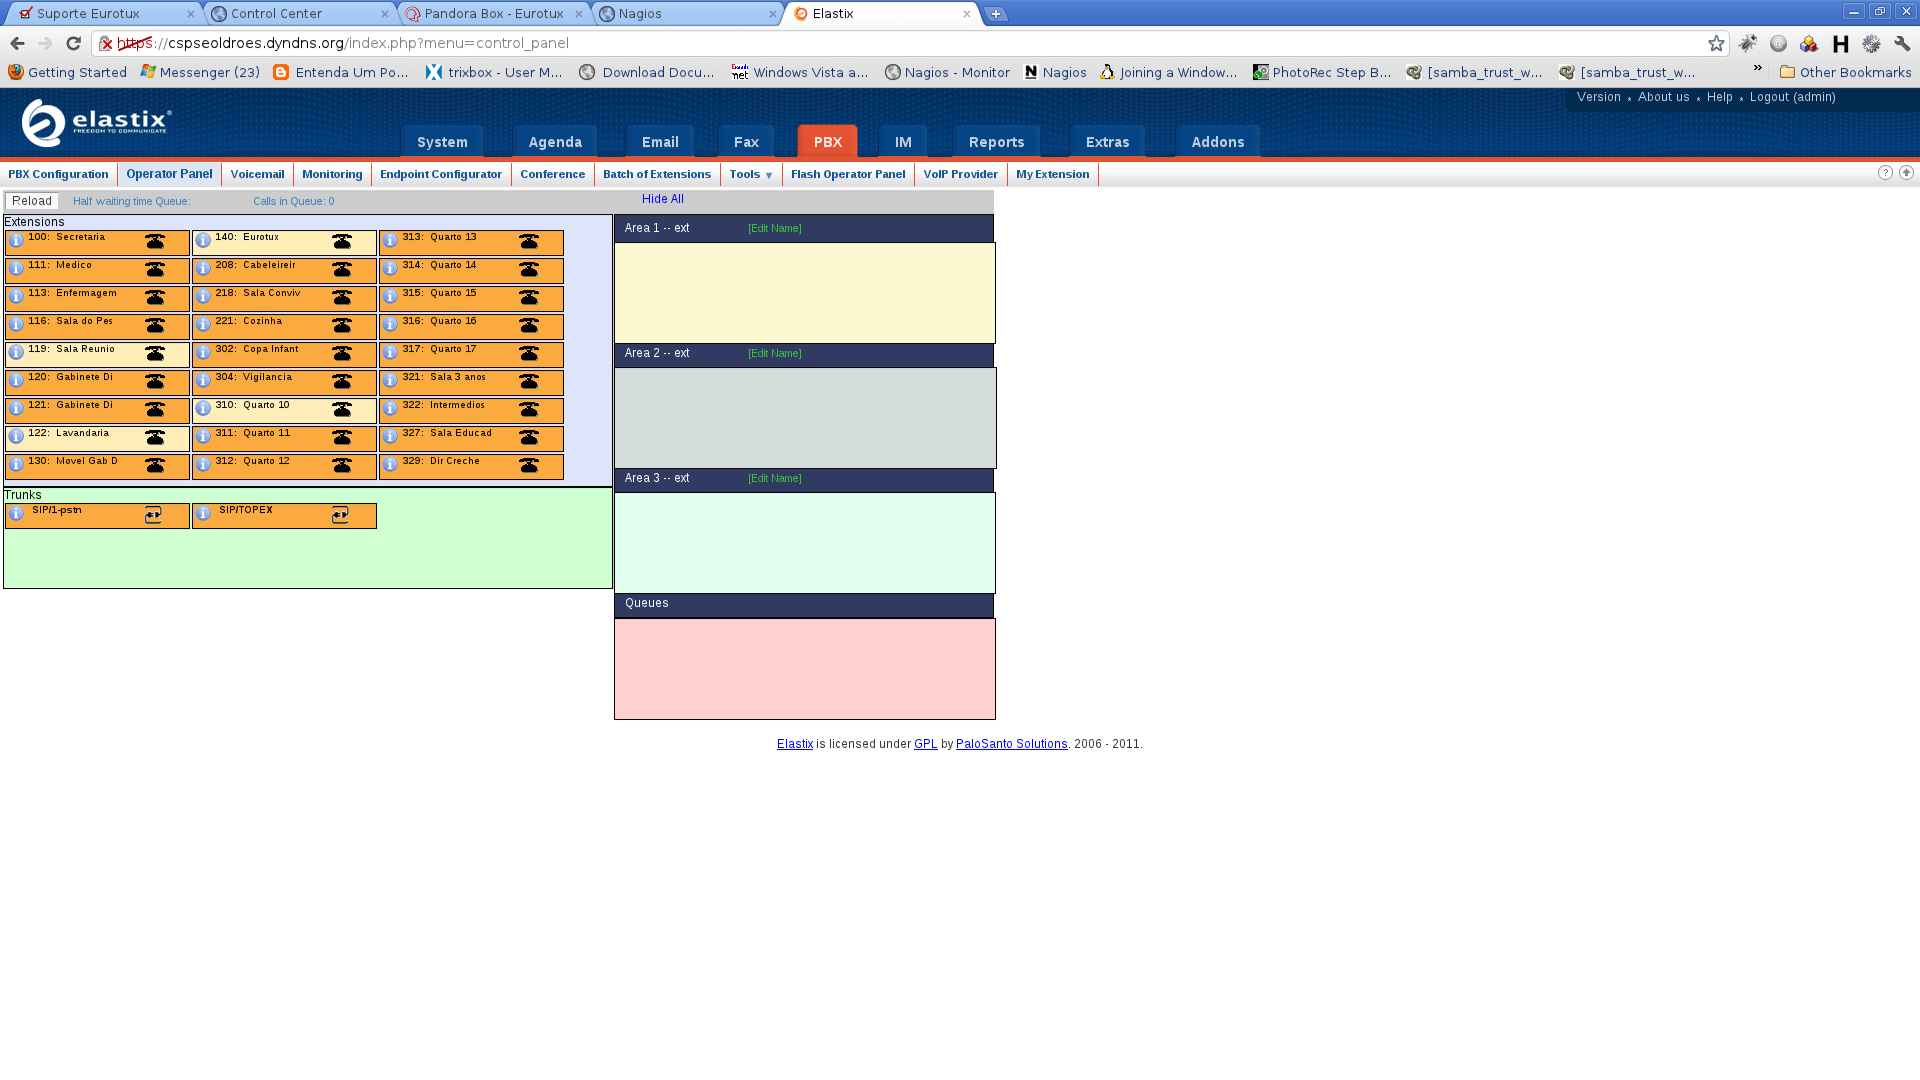 Suporte Eurotux
Control Center
Pandora Box - Eurotux
Nagios
Elastix
https://cspseoldroes.dyndns.org/index.php?menu=control_panel
Getting Started
Messenger (23)
Entenda Um Po...
trixbox - User M...
Download Docu...
Windows Vista a...
Nagios - Monitor
Nagios
Joining a Window...
PhotoRec Step B...
[samba_trust_w...
[samba_trust_w...
»
Other Bookmarks
Version
About us
Help
Logout (admin)
elastix
FREEDOM TO COMMUNICATE
System
Agenda
Email
Fax
PBX
IM
Reports
Extras
Addons
PBX Configuration
Operator Panel
Voicemail
Monitoring
Endpoint Configurator
Conference
Batch of Extensions
Tools
Flash Operator Panel
VoIP Provider
My Extension
Reload
Half waiting time Queue:
Calls in Queue: 0
Hide All
Extensions
100: Secretaria
140: Eurotux
313: Quarto 13
111: Medico
208: Cabeleireir
314: Quarto 14
113: Enfermagem
218: Sala Conviv
315: Quarto 15
116: Sala do Pes
221: Cozinha
316: Quarto 16
119: Sala Reunio
302: Copa Infant
317: Quarto 17
120: Gabinete Di
304: Vigilancia
321: Sala 3 anos
121: Gabinete Di
310: Quarto 10
322: Intermedios
122: Lavandaria
311: Quarto 11
327: Sala Educad
130: Movel Gab D
312: Quarto 12
329: Dir Creche
Trunks
SIP/1-pstn
SIP/TOPEX
Area 1 -- ext
[Edit Name]
Area 2 -- ext
[Edit Name]
Area 3 -- ext
[Edit Name]
Queues
Elastix is licensed under GPL by PaloSanto Solutions. 2006 - 2011.